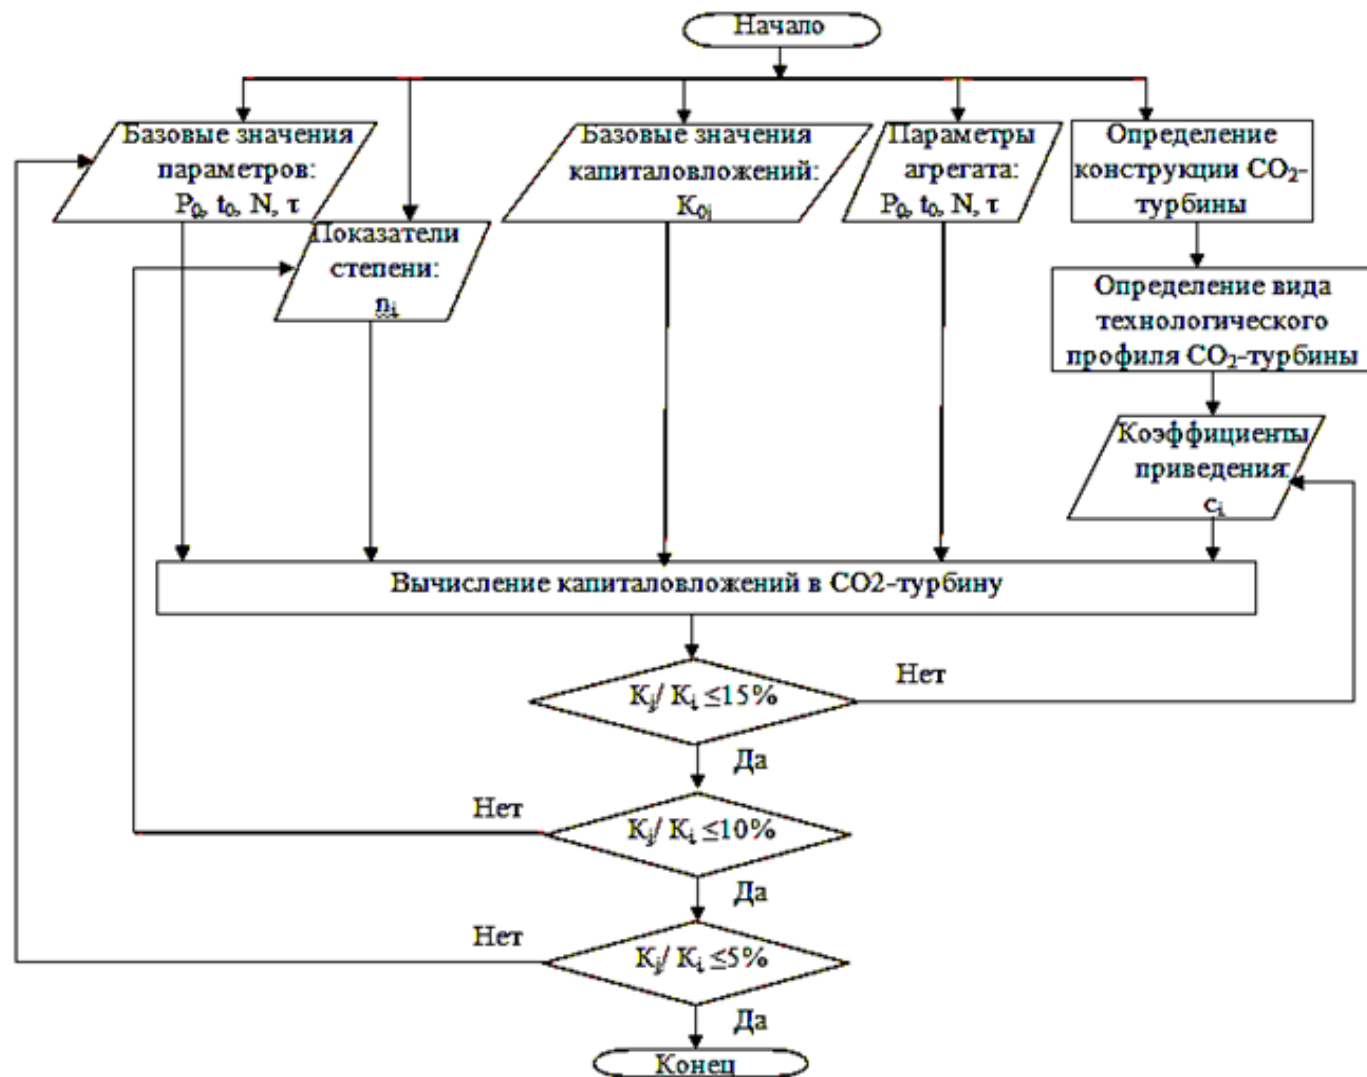 Начало
Базовые значения
параметров:
P₀, t₀, N, τ
Показатели
степени:
nᵢ
Базовые значения
капиталовложений:
K₀ⱼ
Параметры
агрегата:
P₀, t₀, N, τ
Определение
конструкции CO₂-
турбины
Определение вида
технологического
профиля CO₂-турбины
Коэффициенты
приведения:
cᵢ
Вычисление капиталовложений в CO2-турбину
Kⱼ/ Kᵢ ≤15%
Нет
Да
Kⱼ/ Kᵢ ≤10%
Нет
Да
Kⱼ/ Kᵢ ≤5%
Нет
Да
Конец